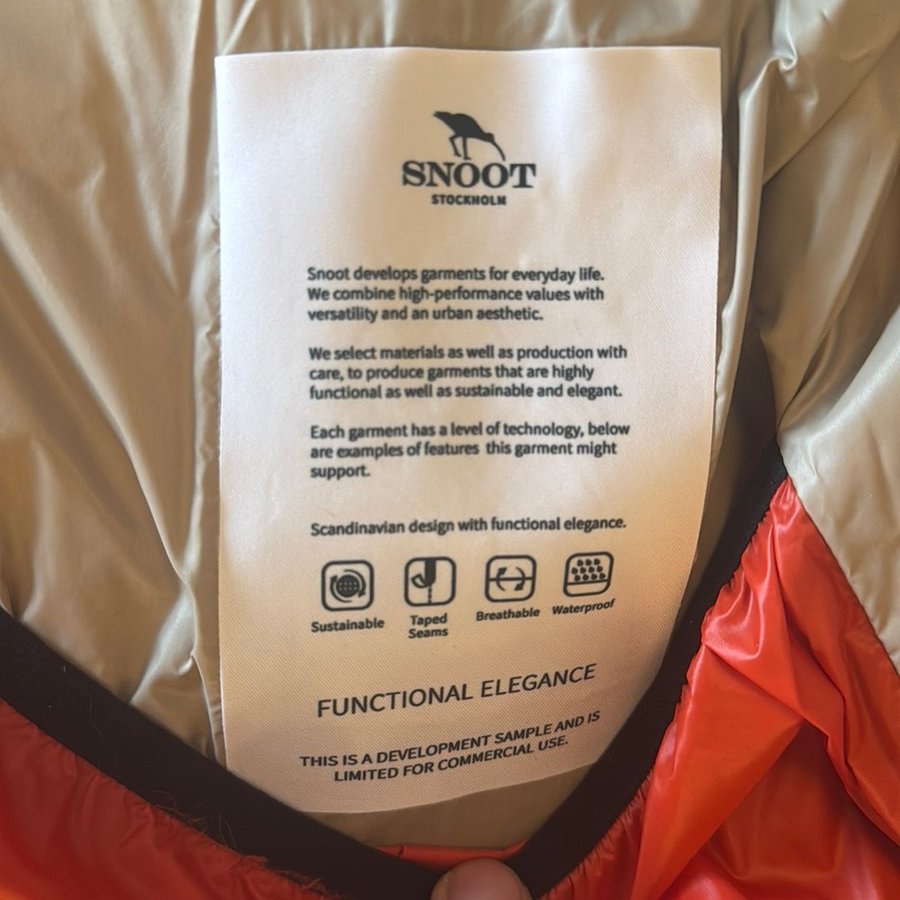 SNOOT
STOCKHOLM
Snoot develops garments for everyday life.
We combine high-performance values with
versatility and an urban aesthetic.
We select materials as well as production with
care, to produce garments that are highly
functional as well as sustainable and elegant.
Each garment has a level of technology, below
are examples of features this garment might
support.
Scandinavian design with functional elegance.
Sustainable Taped Breathable Waterproof
Seams
FUNCTIONAL ELEGANCE
THIS IS A DEVELOPMENT SAMPLE AND IS
LIMITED FOR COMMERCIAL USE.